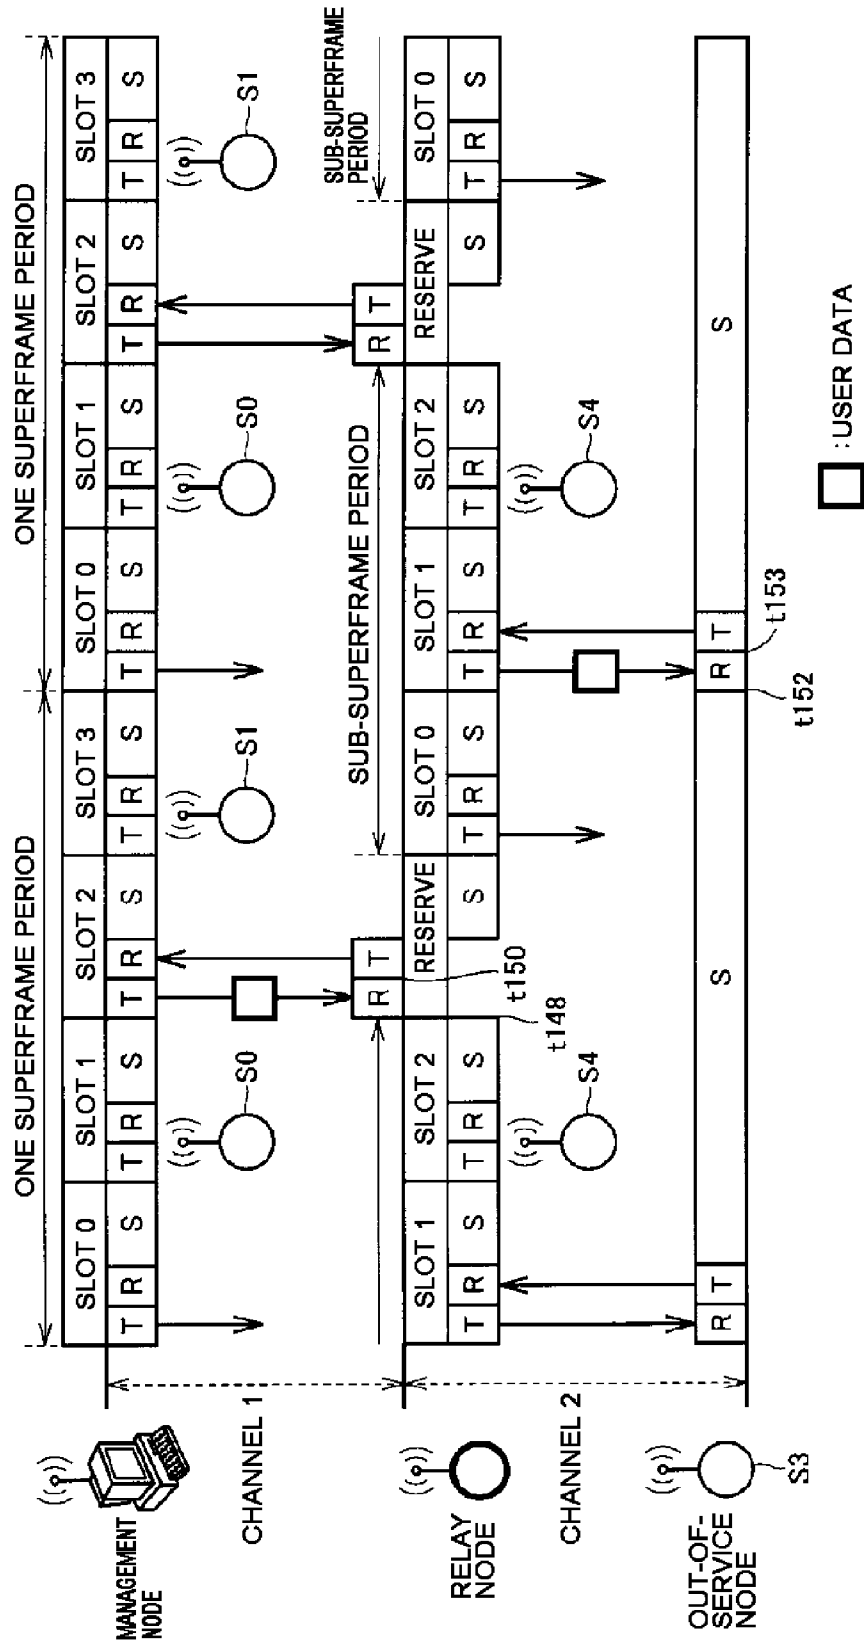 ONE SUPERFRAME PERIOD ONE SUPERFRAME PERIOD
SLOT 0 SLOT 1 SLOT 2 SLOT 3 SLOT 0 SLOT 1 SLOT 2 SLOT 3
T R S T R S T R S T R S T R S T R S T R S T R S
MANAGEMENT
NODE
S0 S1 S0 S1
CHANNEL 1
SUB-SUPERFRAME PERIOD
SUB-SUPERFRAME
PERIOD
R T R T
SLOT 1 SLOT 2 RESERVE SLOT 0 SLOT 1 SLOT 2 RESERVE SLOT 0
T R S T R S S T R S T R S T R S S T R S
RELAY
NODE
t148 t150
S4 S4
CHANNEL 2
R T S R T S
OUT-OF-
SERVICE
NODE
S3
t152 t153
: USER DATA